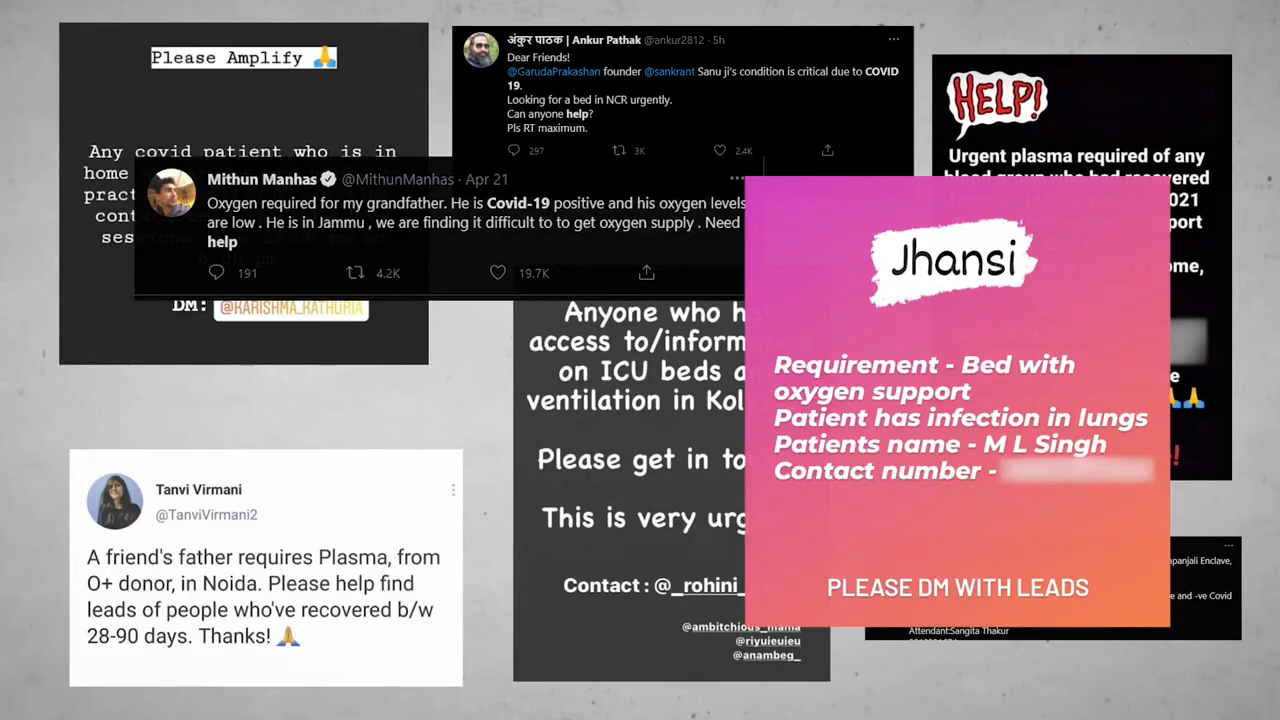 Please Amplify 🙏
Any covid patient who is in
home
pract
cont
sessions
DM: @KARISHMA_KATHURIA
अंकुर पाठक | Ankur Pathak @ankur2812 · 5h
Dear Friends!
@GarudaPrakashan founder @sankrant Sanu ji's condition is critical due to COVID
19.
Looking for a bed in NCR urgently.
Can anyone help?
Pls RT maximum.
297 3K 2.4K
HELP!
Urgent plasma required of any
blood group who had recovered
2021
port
ome,
e
🙏🙏
!
Mithun Manhas @MithunManhas · Apr 21
Oxygen required for my grandfather. He is Covid-19 positive and his oxygen levels
are low . He is in Jammu , we are finding it difficult to to get oxygen supply . Need
help
191 4.2K 19.7K
Jhansi
Requirement - Bed with
oxygen support
Patient has infection in lungs
Patients name - M L Singh
Contact number -
PLEASE DM WITH LEADS
Anyone who h
access to/inform
on ICU beds a
ventilation in Kol
Please get in to
This is very urg
Contact : @_rohini_
@ambitchious_mama
@riyuieuieu
@anambeg_
Tanvi Virmani
@TanviVirmani2
A friend's father requires Plasma, from
O+ donor, in Noida. Please help find
leads of people who've recovered b/w
28-90 days. Thanks! 🙏
panjali Enclave,
e and -ve Covid
Attendant:Sangita Thakur